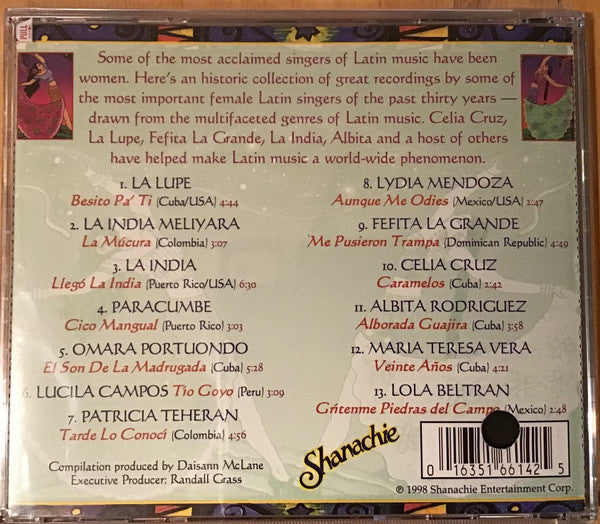 PULL
Some of the most acclaimed singers of Latin music have been
women. Here's an historic collection of great recordings by some of
the most important female Latin singers of the past thirty years —
drawn from the multifaceted genres of Latin music. Celia Cruz,
La Lupe, Fefita La Grande, La India, Albita and a host of others
have helped make Latin music a world-wide phenomenon.
1. LA LUPE
Besito Pa' Ti (Cuba/USA) 4:44
2. LA INDIA MELIYARA
La Múcura (Colombia) 3:07
3. LA INDIA
Llegó La India (Puerto Rico/USA) 6:30
4. PARACUMBE
Cico Mangual (Puerto Rico) 3:03
5. OMARA PORTUONDO
El Son De La Madrugada (Cuba) 5:28
6. LUCILA CAMPOS Tío Goyo (Peru) 3:09
7. PATRICIA TEHERAN
Tarde Lo Conocí (Colombia) 4:56
8. LYDIA MENDOZA
Aunque Me Odies (Mexico/USA) 2:47
9. FEFITA LA GRANDE
Me Pusieron Trampa (Dominican Republic) 4:49
10. CELIA CRUZ
Caramelos (Cuba) 2:42
11. ALBITA RODRIGUEZ
Alborada Guajira (Cuba) 3:58
12. MARIA TERESA VERA
Veinte Años (Cuba) 4:21
13. LOLA BELTRAN
Grítenme Piedras del Campo (Mexico) 2:48
Compilation produced by Daisann McLane
Executive Producer: Randall Grass
Shanachie
0 16351 66142 5
℗ 1998 Shanachie Entertainment Corp.